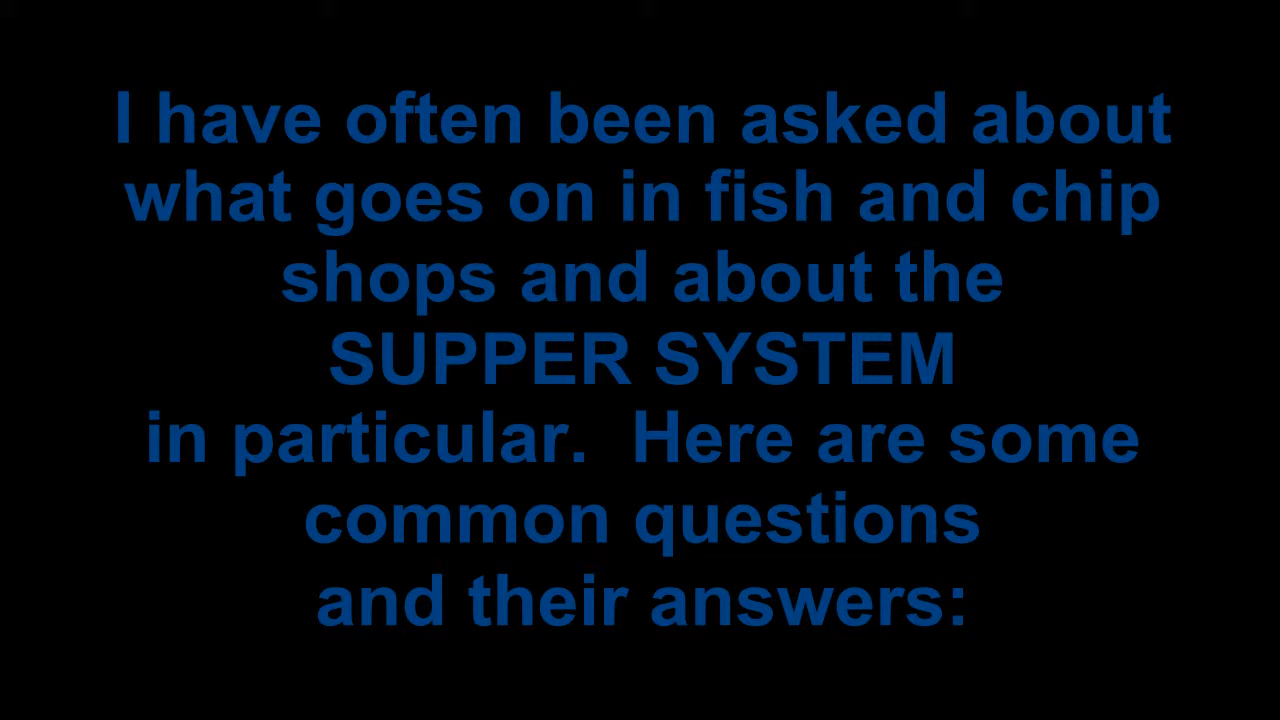 I have often been asked about
what goes on in fish and chip
shops and about the
SUPPER SYSTEM
in particular.  Here are some
common questions
and their answers: